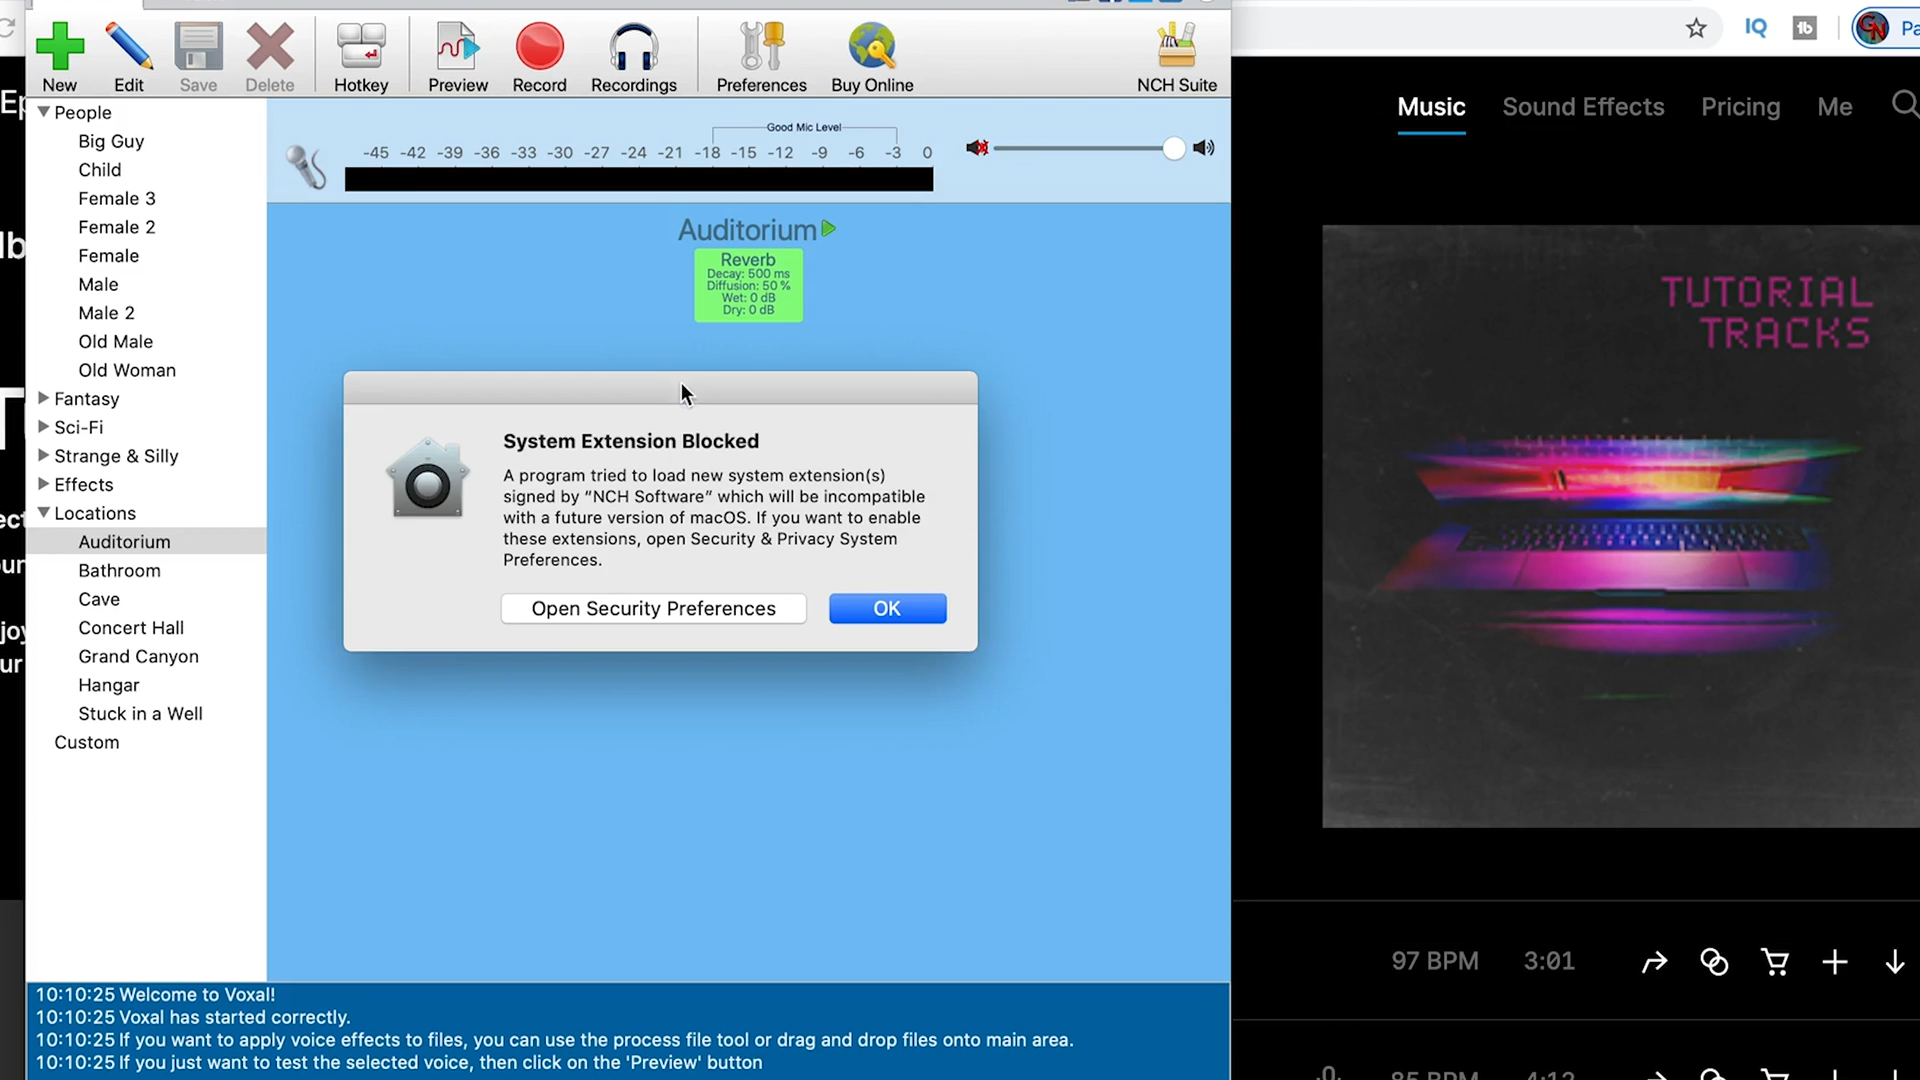 New
Edit
Save
Delete
Hotkey
Preview
Record
Recordings
Preferences
Buy Online
NCH Suite
People
Big Guy
Child
Female 3
Female 2
Female
Male
Male 2
Old Male
Old Woman
Fantasy
Sci-Fi
Strange & Silly
Effects
Locations
Auditorium
Bathroom
Cave
Concert Hall
Grand Canyon
Hangar
Stuck in a Well
Custom
Good Mic Level
-45 -42 -39 -36 -33 -30 -27 -24 -21 -18 -15 -12 -9 -6 -3 0
Auditorium
Reverb
Decay: 500 ms
Diffusion: 50 %
Wet: 0 dB
Dry: 0 dB
System Extension Blocked
A program tried to load new system extension(s)
signed by “NCH Software” which will be incompatible
with a future version of macOS. If you want to enable
these extensions, open Security & Privacy System
Preferences.
Open Security Preferences
OK
10:10:25 Welcome to Voxal!
10:10:25 Voxal has started correctly.
10:10:25 If you want to apply voice effects to files, you can use the process file tool or drag and drop files onto main area.
10:10:25 If you just want to test the selected voice, then click on the 'Preview' button
IQ
tb
GN
Pa
Music
Sound Effects
Pricing
Me
TUTORIAL
TRACKS
97 BPM
3:01
85 BPM
4:12